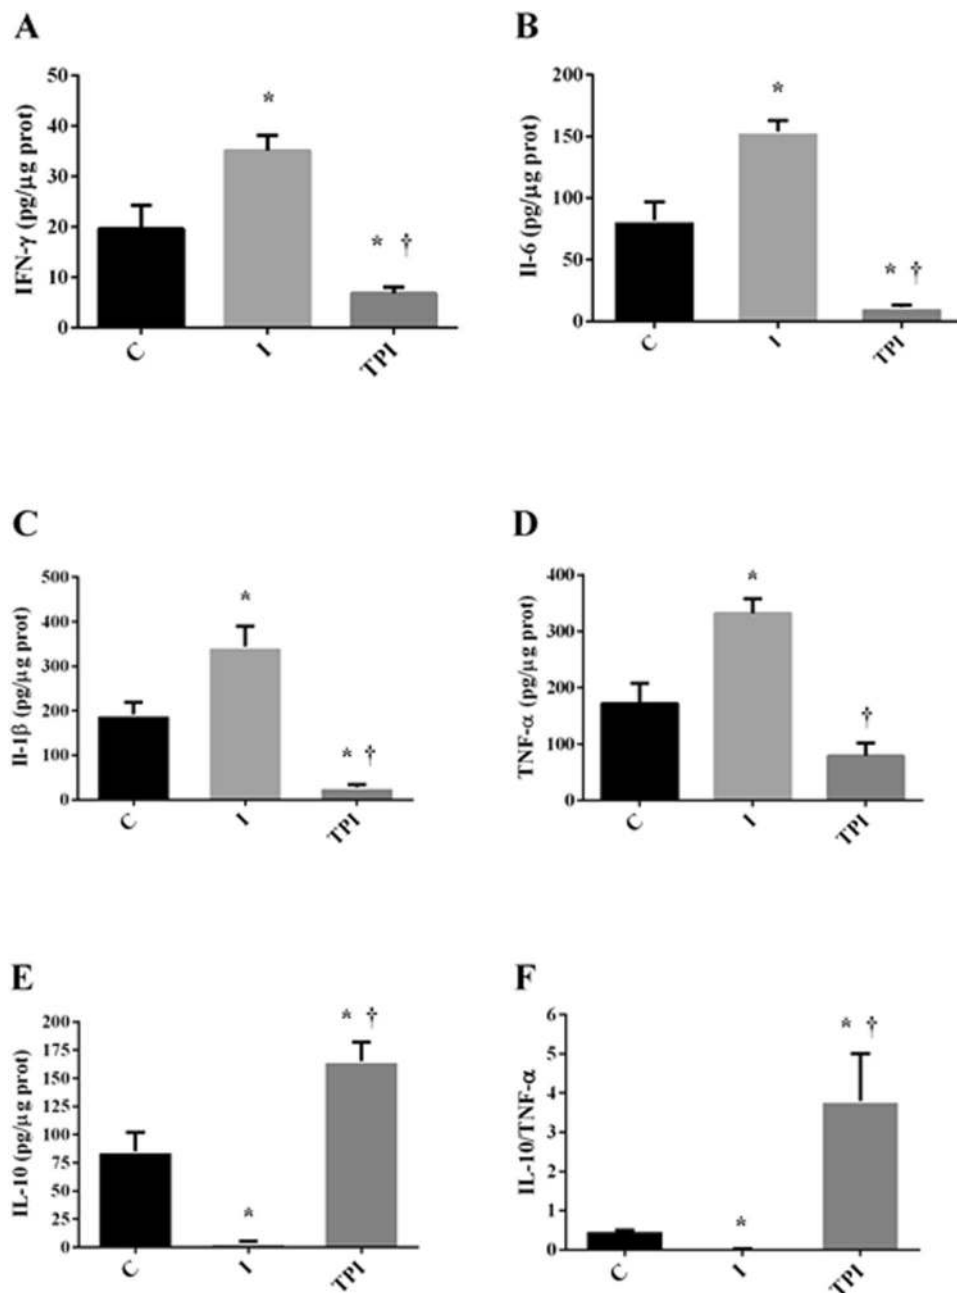 A
IFN-γ (pg/µg prot)
50
40
30
20
10
0
*
* †
C
I
TPI
B
Il-6 (pg/µg prot)
200
150
100
50
0
*
* †
C
I
TPI
C
Il-1β (pg/µg prot)
500
400
300
200
100
0
*
* †
C
I
TPI
D
TNF-α (pg/µg prot)
400
300
200
100
0
*
†
C
I
TPI
E
IL-10 (pg/µg prot)
200
175
150
125
100
75
50
25
0
*
* †
C
I
TPI
F
IL-10/TNF-α
6
5
4
3
2
1
0
*
* †
C
I
TPI